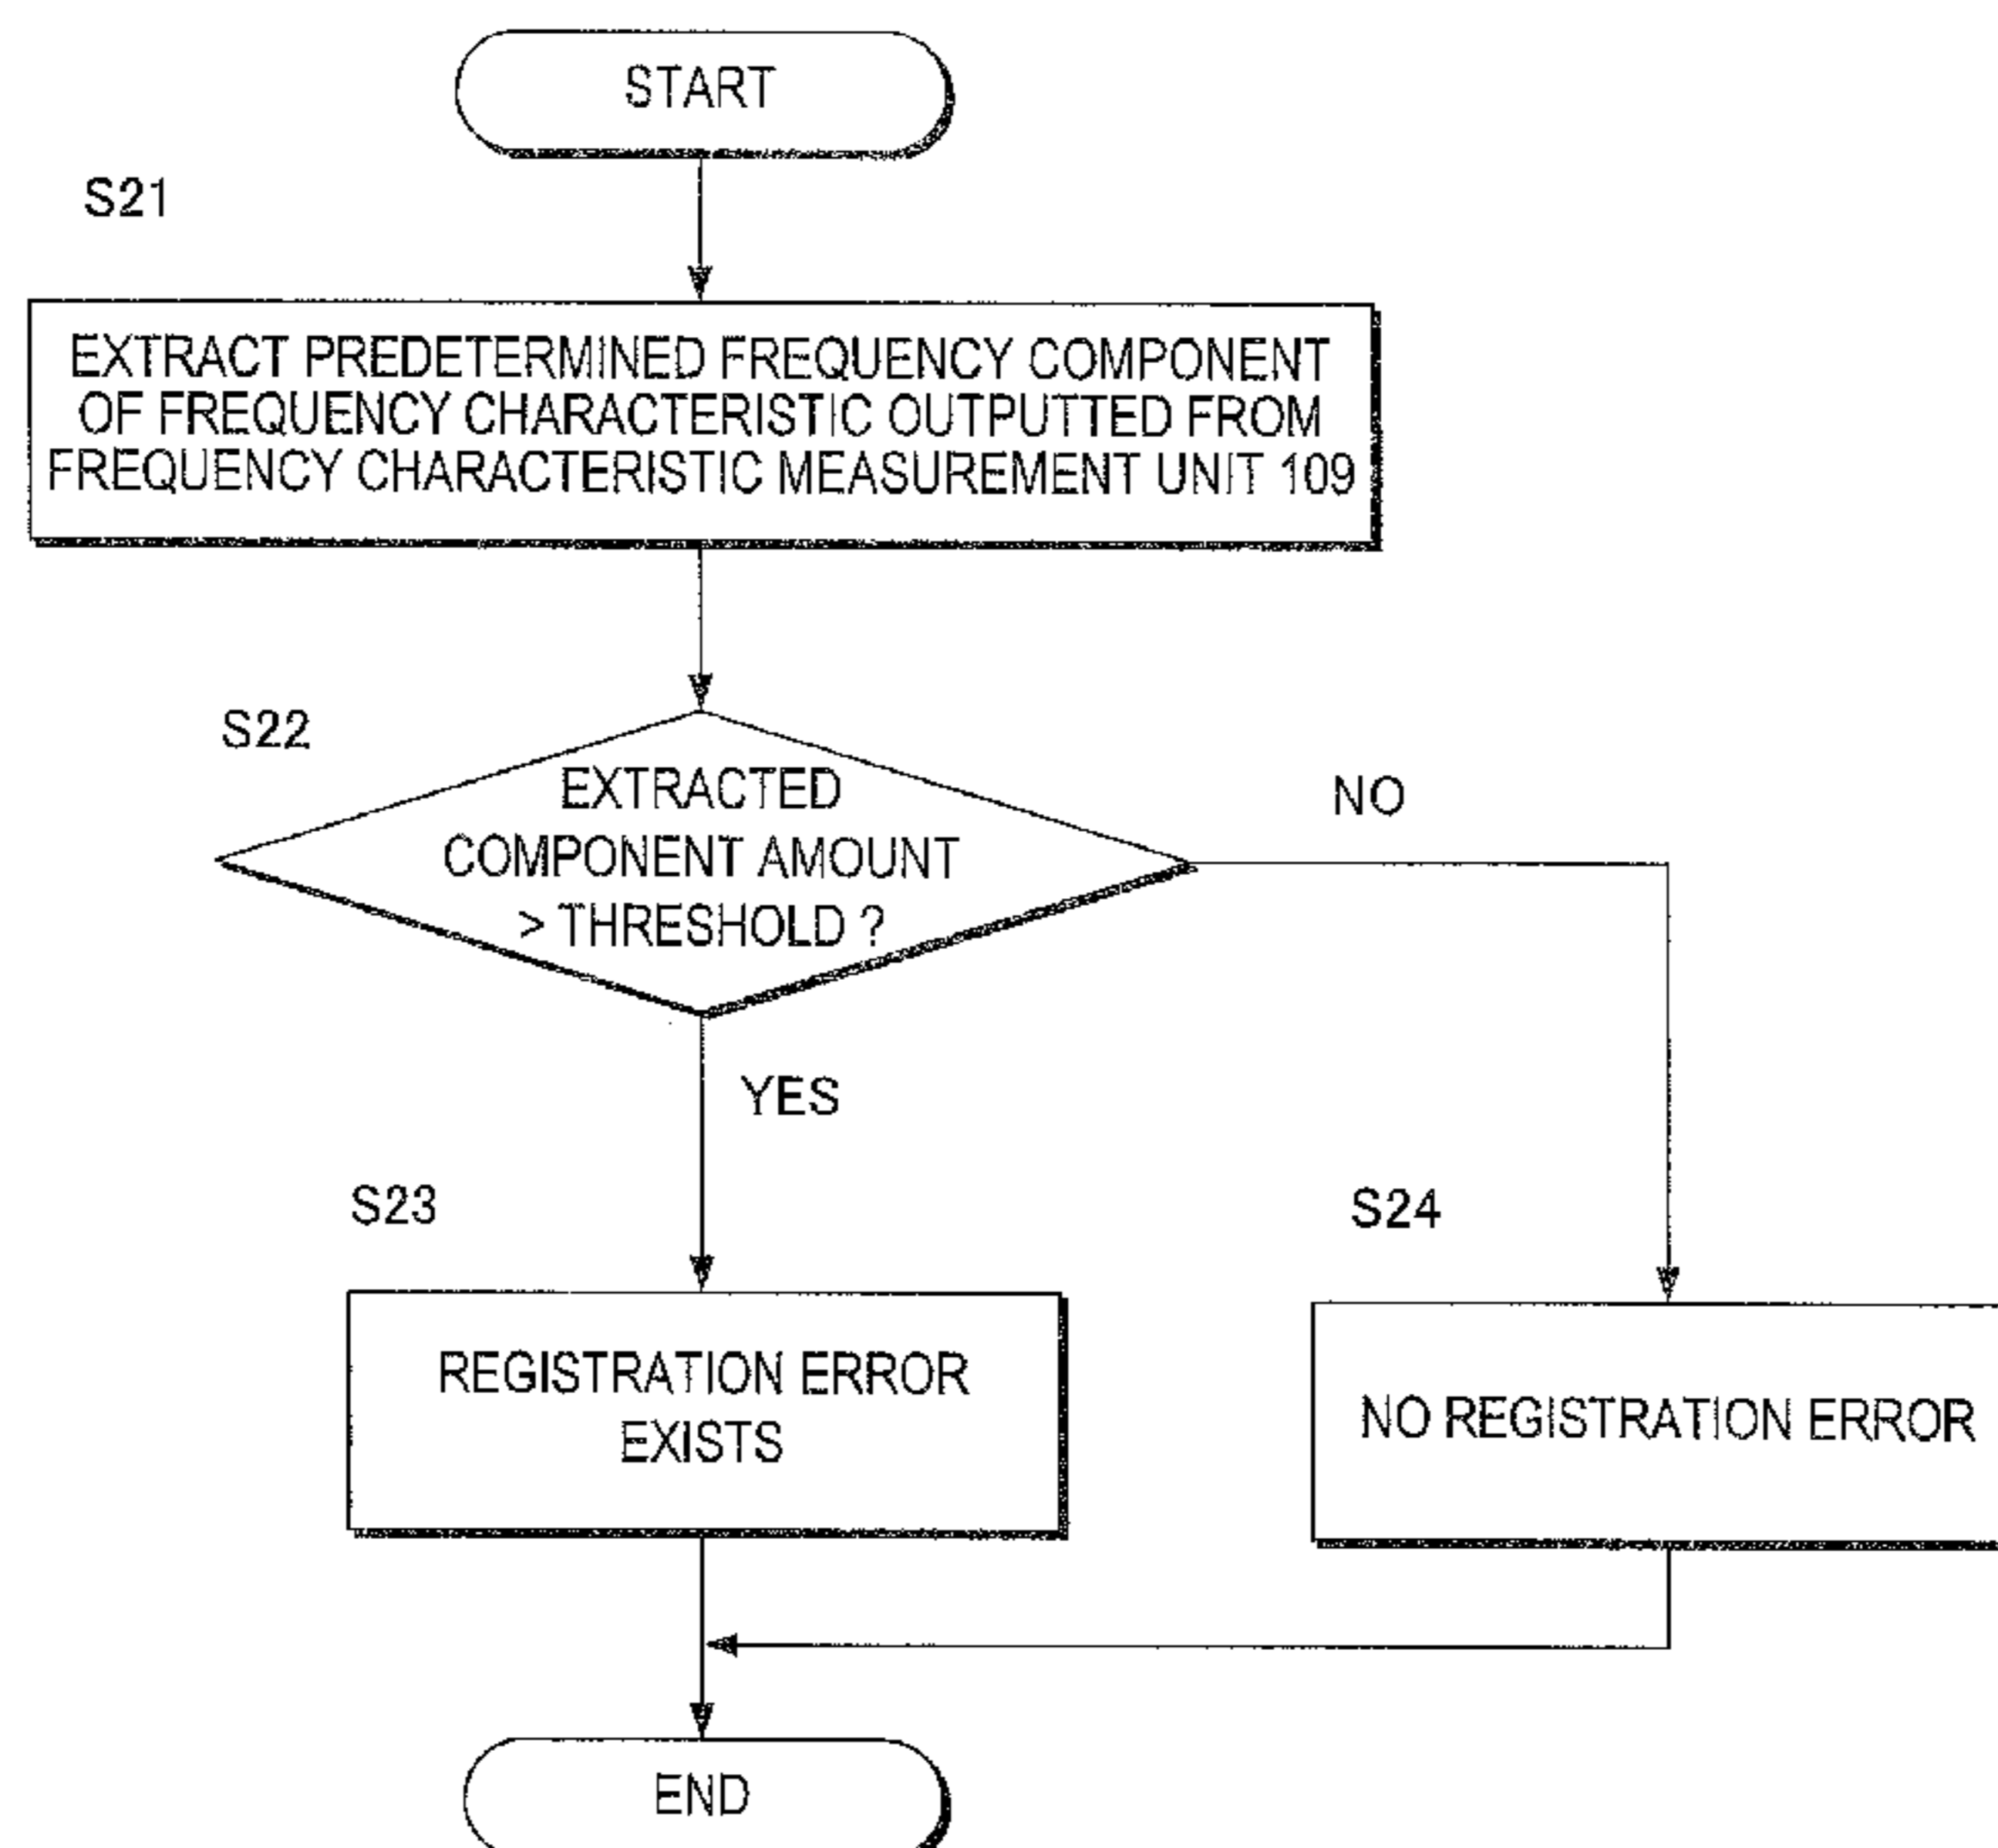 START
S21
EXTRACT PREDETERMINED FREQUENCY COMPONENT
OF FREQUENCY CHARACTERISTIC OUTPUTTED FROM
FREQUENCY CHARACTERISTIC MEASUREMENT UNIT 109
S22
EXTRACTED
COMPONENT AMOUNT
> THRESHOLD ?
NO
YES
S23
REGISTRATION ERROR
EXISTS
S24
NO REGISTRATION ERROR
END